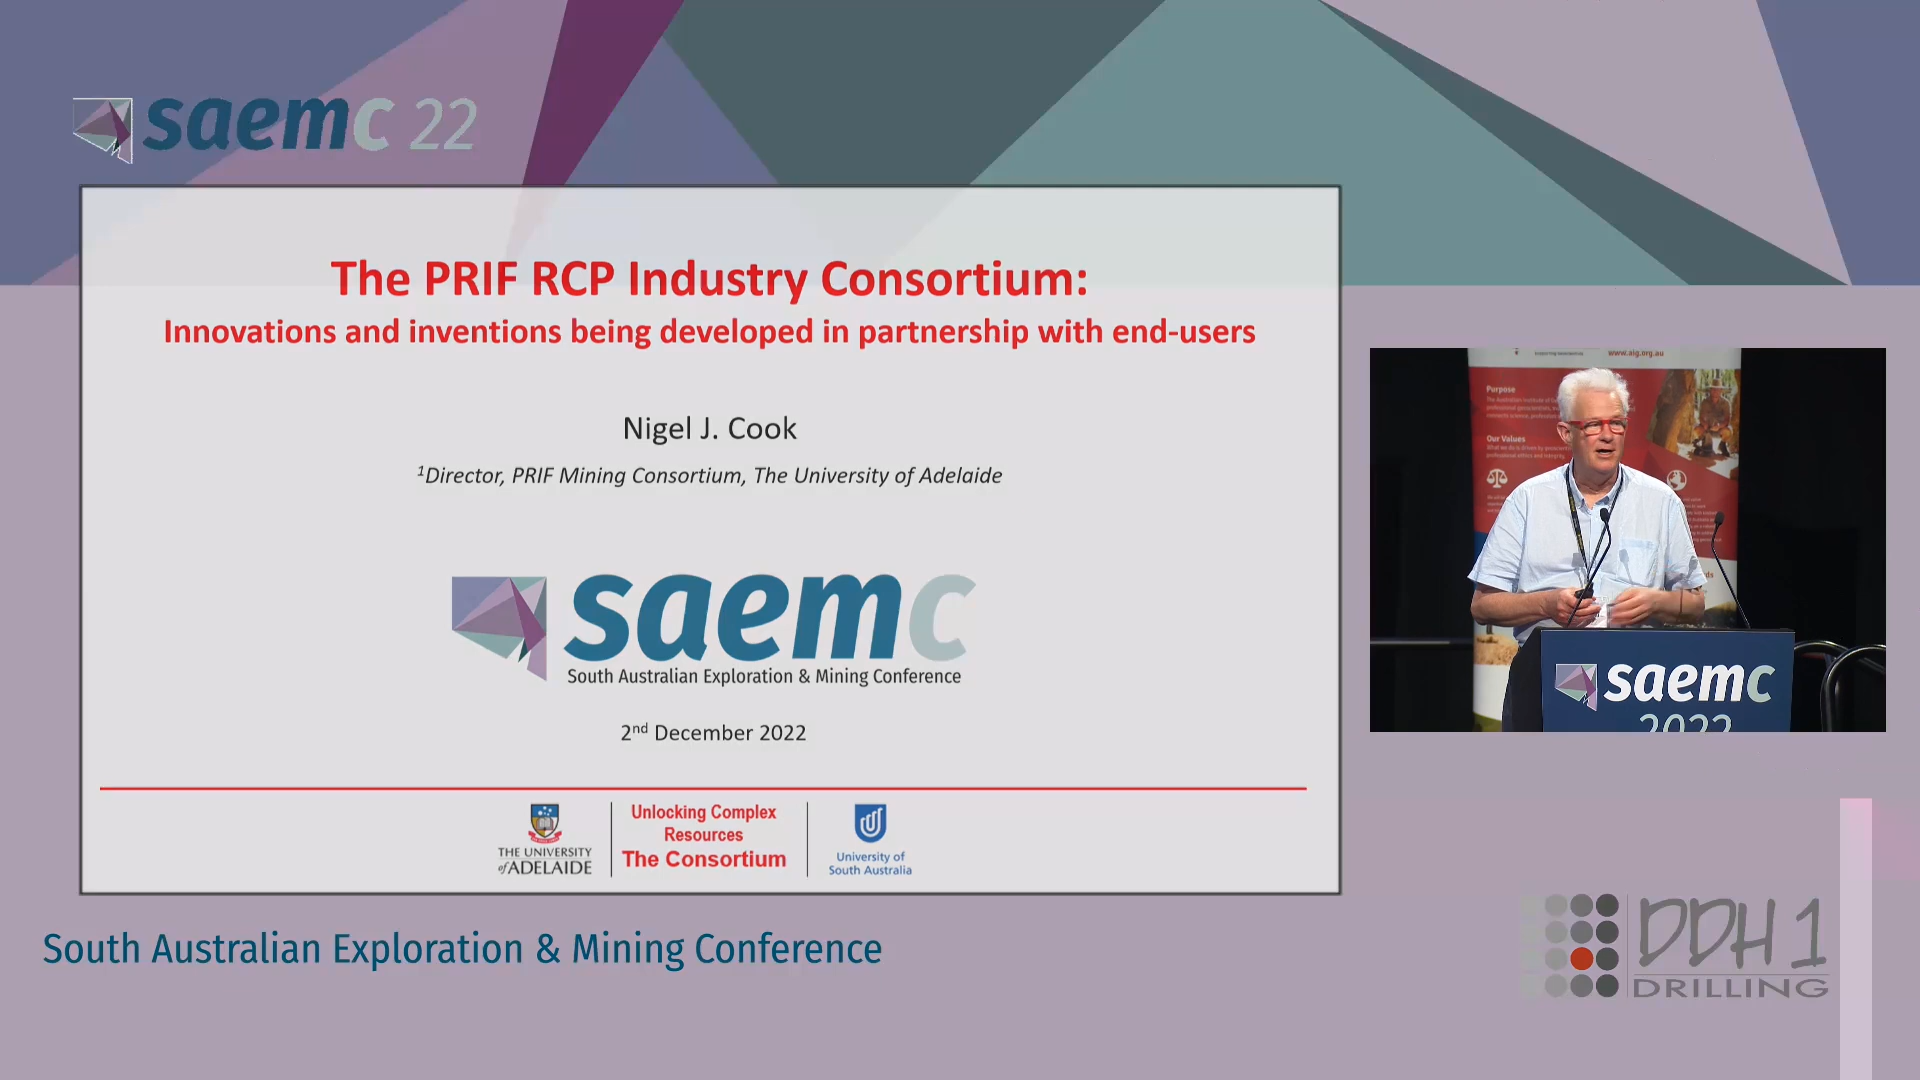 saemc 22
The PRIF RCP Industry Consortium:
Innovations and inventions being developed in partnership with end-users
Nigel J. Cook
¹Director, PRIF Mining Consortium, The University of Adelaide
saemc
South Australian Exploration & Mining Conference
2nd December 2022
THE UNIVERSITY
of ADELAIDE
Unlocking Complex
Resources
The Consortium
University of
South Australia
www.aig.org.au
Purpose
Our Values
saemc
2022
South Australian Exploration & Mining Conference
DDH 1
DRILLING